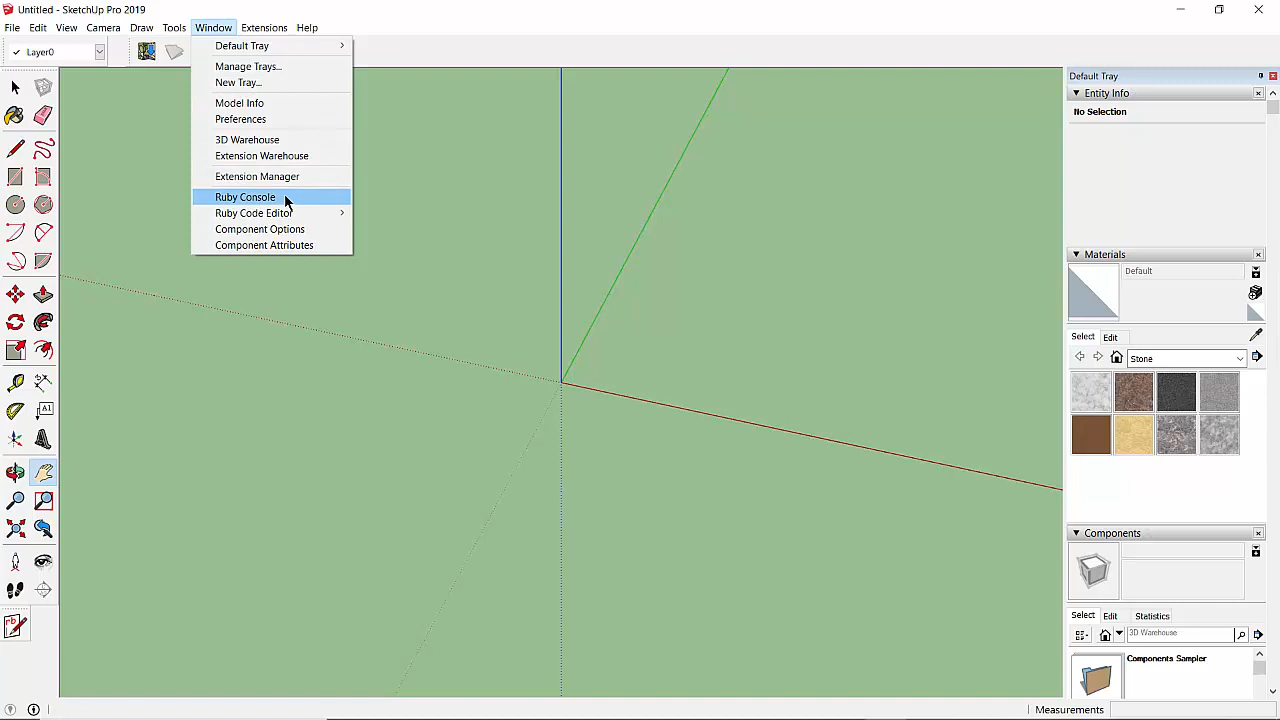 Untitled - SketchUp Pro 2019
File Edit View Camera Draw Tools Window Extensions Help
Layer0
Default Tray
Manage Trays...
New Tray...
Model Info
Preferences
3D Warehouse
Extension Warehouse
Extension Manager
Ruby Console
Ruby Code Editor
Component Options
Component Attributes
A1
rb
Default Tray
Entity Info
No Selection
Materials
Default
Select Edit
Stone
Components
Select Edit Statistics
3D Warehouse
Components Sampler
Measurements